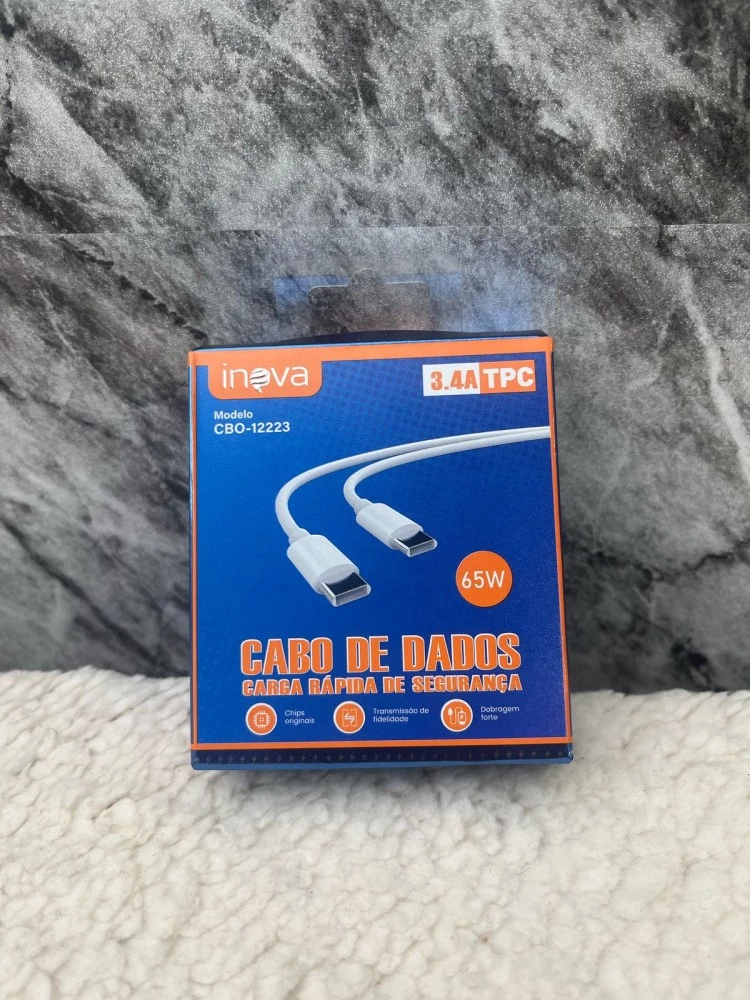 inova
3.4A TPC
Modelo
CBO-12223
65W
CABO DE DADOS
CARGA RÁPIDA DE SEGURANÇA
Chips
originais
Transmissão de
fidelidade
Dobragem
forte